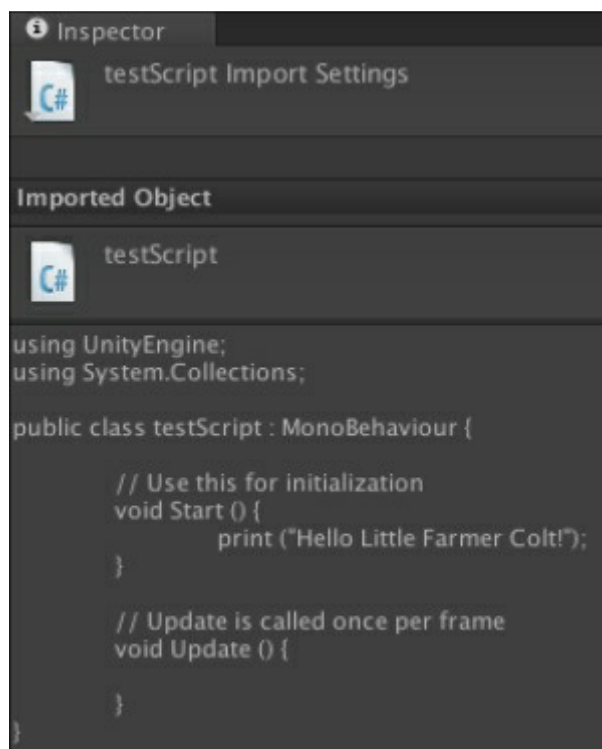 Inspector
testScript Import Settings
C#
Imported Object
testScript
C#
using UnityEngine;
using System.Collections;
public class testScript : MonoBehaviour {
// Use this for initialization
void Start () {
print ("Hello Little Farmer Colt!");
}
// Update is called once per frame
void Update () {
}
}